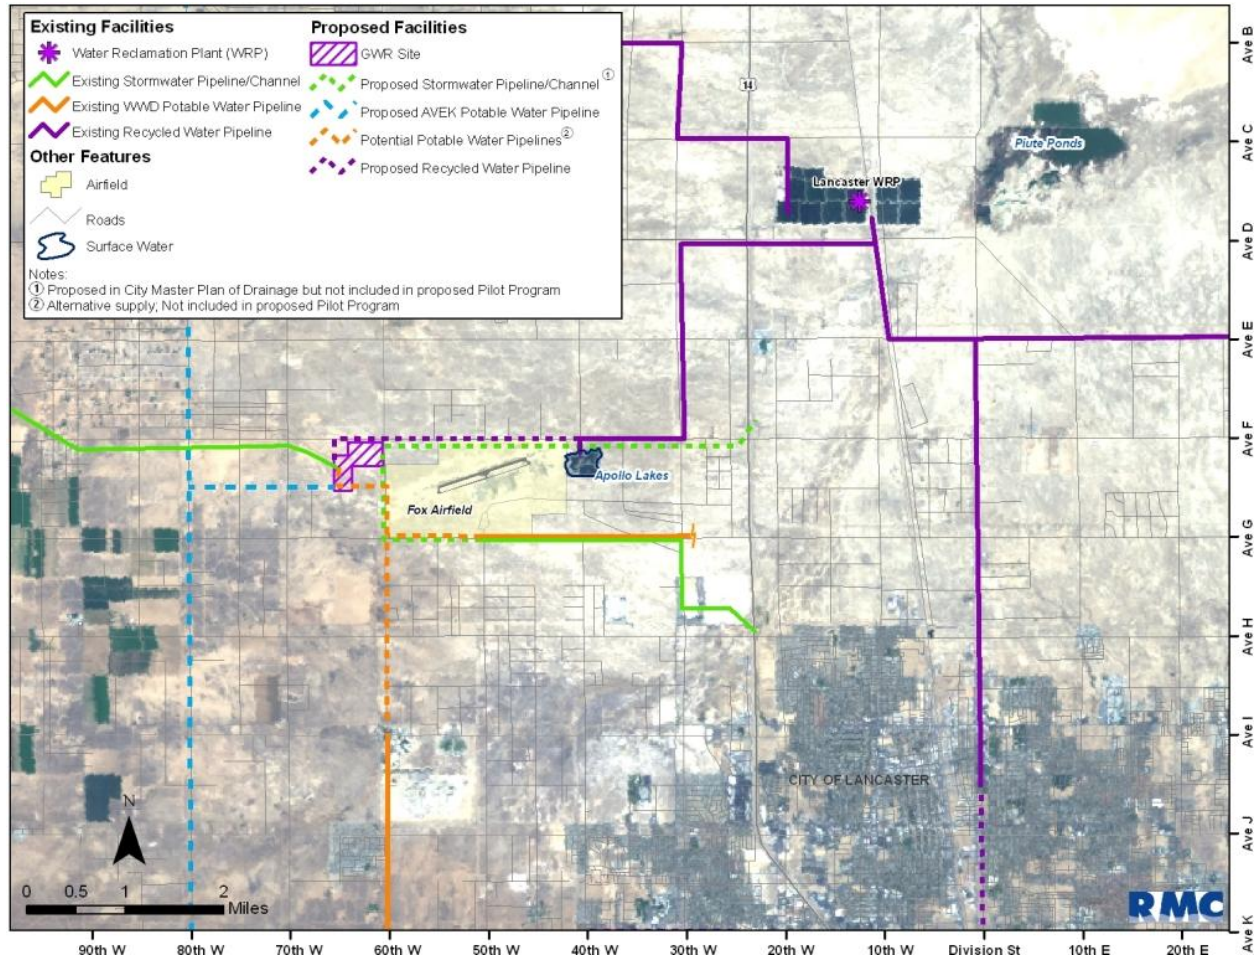 Existing Facilities
Water Reclamation Plant (WRP)
Existing Stormwater Pipeline/Channel
Existing WWD Potable Water Pipeline
Existing Recycled Water Pipeline
Other Features
Airfield
Roads
Surface Water
Proposed Facilities
GWR Site
Proposed Stormwater Pipeline/Channel ①
Proposed AVEK Potable Water Pipeline
Potential Potable Water Pipelines ②
Proposed Recycled Water Pipeline
Notes:
① Proposed in City Master Plan of Drainage but not included in proposed Pilot Program
② Alternative supply; Not included in proposed Pilot Program
14
Piute Ponds
Lancaster WRP
Apollo Lakes
Fox Airfield
CITY OF LANCASTER
N
0 0.5 1 2
Miles
RMC
Ave B
Ave C
Ave D
Ave E
Ave F
Ave G
Ave H
Ave I
Ave J
Ave K
90th W 80th W 70th W 60th W 50th W 40th W 30th W 20th W 10th W Division St 10th E 20th E